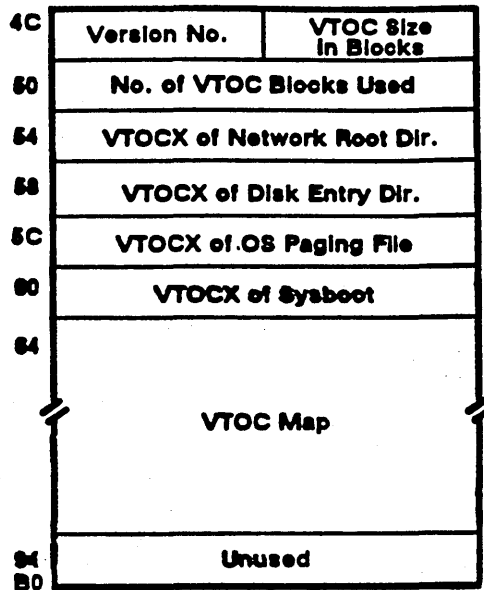 4C Version No. VTOC Size
in Blocks
50 No. of VTOC Blocks Used
54 VTOCX of Network Root Dir.
58 VTOCX of Disk Entry Dir.
5C VTOCX of OS Paging File
60 VTOCX of Sysboot
64
VTOC Map
94 Unused
B0